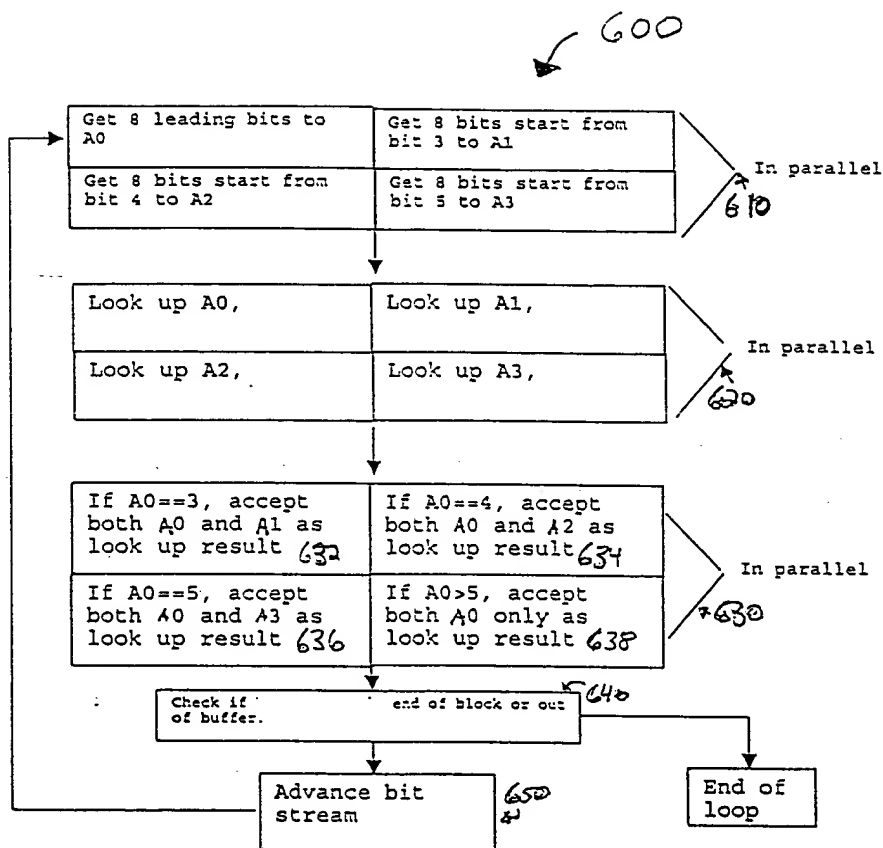 600
Get 8 leading bits to
A0
Get 8 bits start from
bit 3 to A1
Get 8 bits start from
bit 4 to A2
Get 8 bits start from
bit 5 to A3
In parallel
610
Look up A0,
Look up A1,
Look up A2,
Look up A3,
In parallel
620
If A0==3, accept
both A0 and A1 as
look up result 632
If A0==4, accept
both A0 and A2 as
look up result 634
If A0==5, accept
both A0 and A3 as
look up result 636
If A0>5, accept
both A0 only as
look up result 638
In parallel
630
Check if end of block or out
of buffer.
640
Advance bit
stream
650
End of
loop